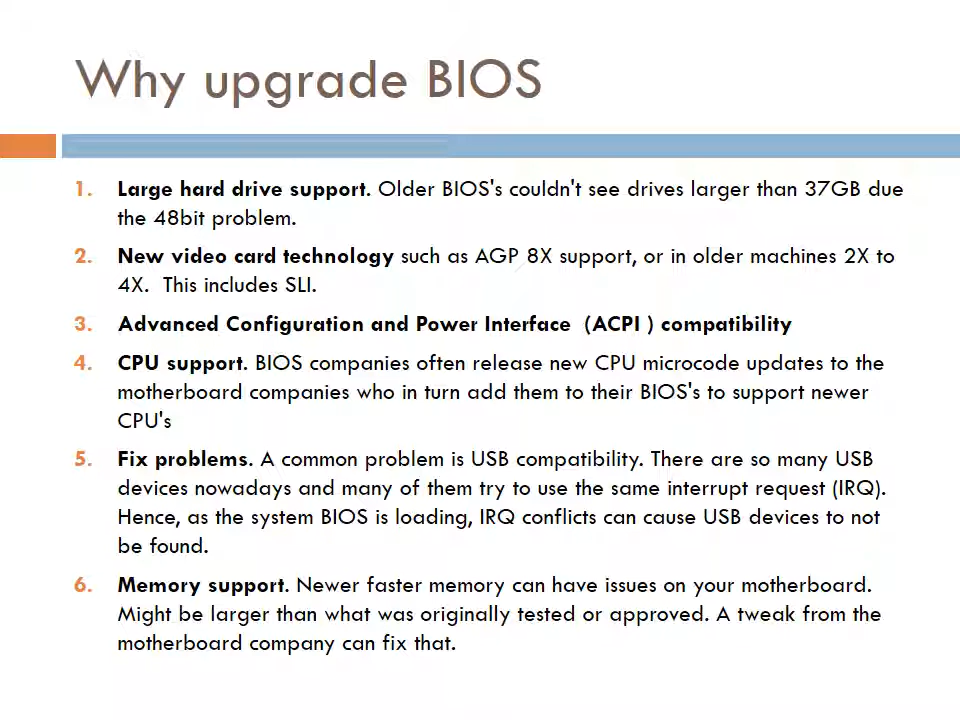 Why upgrade BIOS
1. Large hard drive support. Older BIOS's couldn't see drives larger than 37GB due
the 48bit problem.
2. New video card technology such as AGP 8X support, or in older machines 2X to
4X. This includes SLI.
3. Advanced Configuration and Power Interface (ACPI ) compatibility
4. CPU support. BIOS companies often release new CPU microcode updates to the
motherboard companies who in turn add them to their BIOS's to support newer
CPU's
5. Fix problems. A common problem is USB compatibility. There are so many USB
devices nowadays and many of them try to use the same interrupt request (IRQ).
Hence, as the system BIOS is loading, IRQ conflicts can cause USB devices to not
be found.
6. Memory support. Newer faster memory can have issues on your motherboard.
Might be larger than what was originally tested or approved. A tweak from the
motherboard company can fix that.